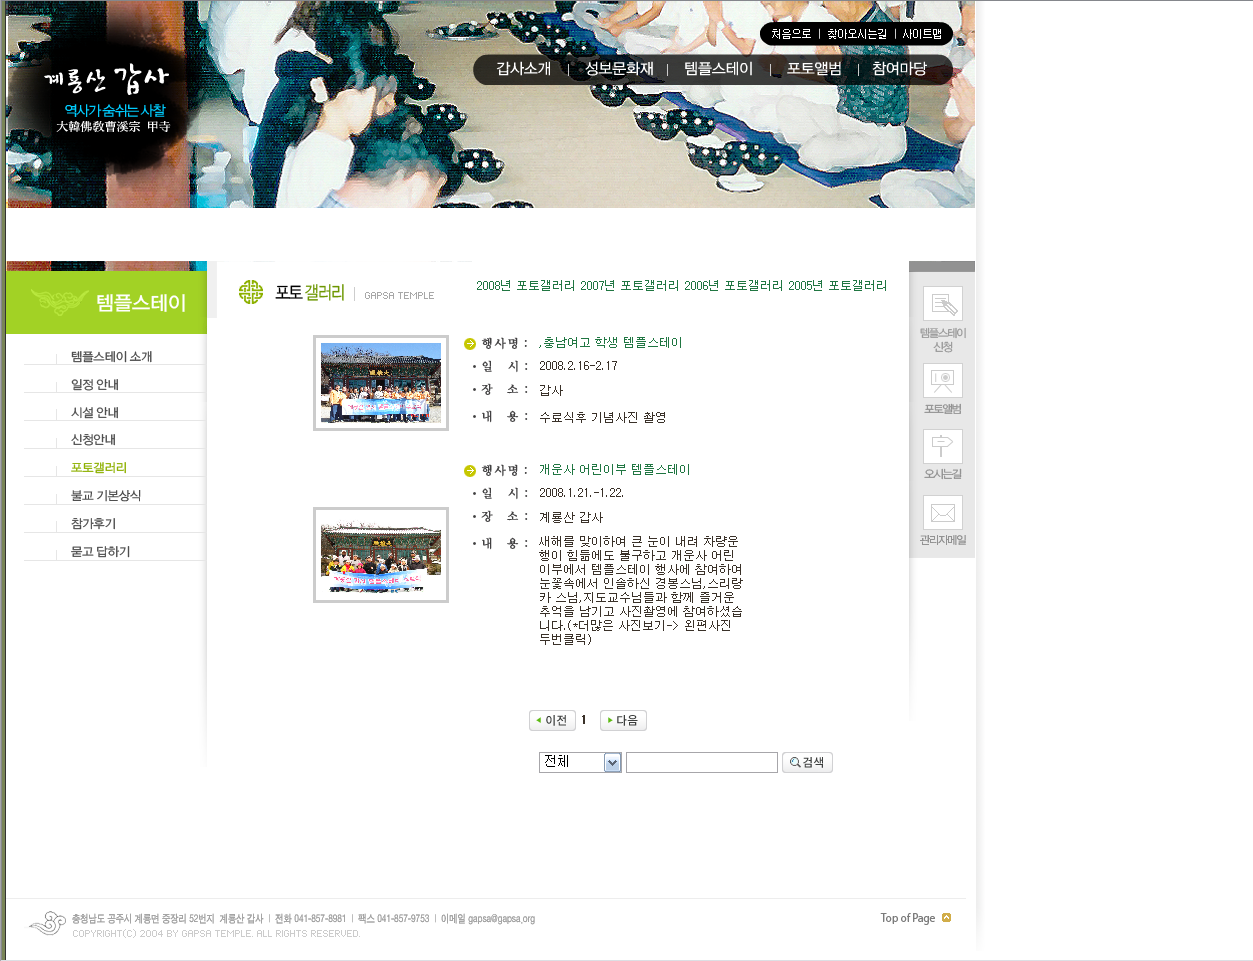 처음으로 | 찾아오시는길 | 사이트맵
갑사소개 | 성보문화재 | 템플스테이 | 포토앨범 | 참여마당
계룡산 갑사
역사가 숨쉬는 사찰
大韓佛敎曹溪宗 甲寺
템플스테이
템플스테이 소개
일정 안내
시설 안내
신청안내
포토갤러리
불교 기본상식
참가후기
묻고 답하기
포토 갤러리 | GAPSA TEMPLE
2008년 포토갤러리 2007년 포토갤러리 2006년 포토갤러리 2005년 포토갤러리
행사명 : ,충남여고 학생 템플스테이
일 시 : 2008.2.16-2.17
장 소 : 갑사
내 용 : 수료식후 기념사진 촬영
행사명 : 개운사 어린이부 템플스테이
일 시 : 2008.1.21.-1.22.
장 소 : 계룡산 갑사
내 용 : 새해를 맞이하여 큰 눈이 내려 차량운
행이 힘듦에도 불구하고 개운사 어린
이부에서 템플스테이 행사에 참여하여
눈꽃속에서 인솔하신 경봉스님,스리랑
카 스님,지도교수님들과 함께 즐거운
추억을 남기고 사진촬영에 참여하셨습
니다.(*더많은 사진보기-> 왼편사진
두번클릭)
이전 1 다음
전체 검색
템플스테이
신청
포토앨범
오시는길
관리자메일
충청남도 공주시 계룡면 중장리 52번지 계룡산 갑사 | 전화 041-857-8981 | 팩스 041-857-9753 | 이메일 gapsa@gapsa.org
COPYRIGHT(C) 2004 BY GAPSA TEMPLE. ALL RIGHTS RESERVED.
Top of Page